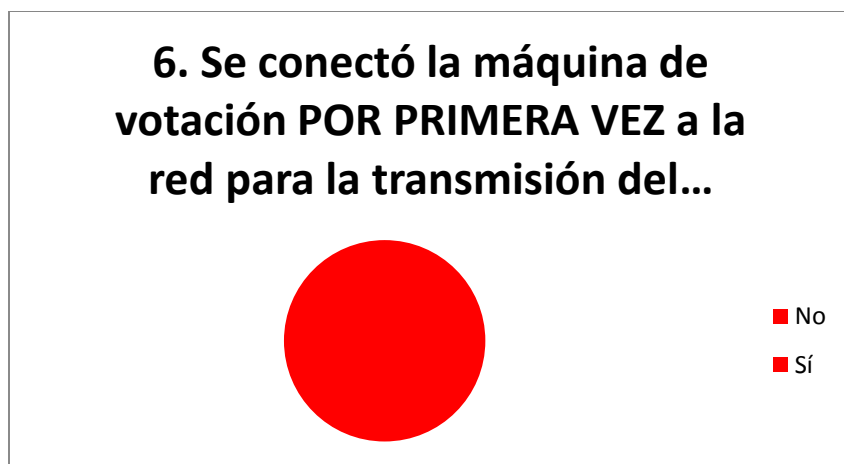 6. Se conectó la máquina de
votación POR PRIMERA VEZ a la
red para la transmisión del…
No
Sí